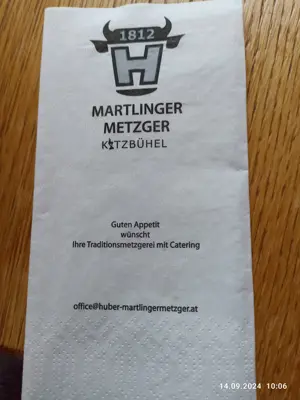 1812
H
MARTLINGER
METZGER
KITZBÜHEL
Guten Appetit
wünscht
Ihre Traditionsmetzgerei mit Catering
office@huber-martlingermetzger.at
14.09.2024 10:06